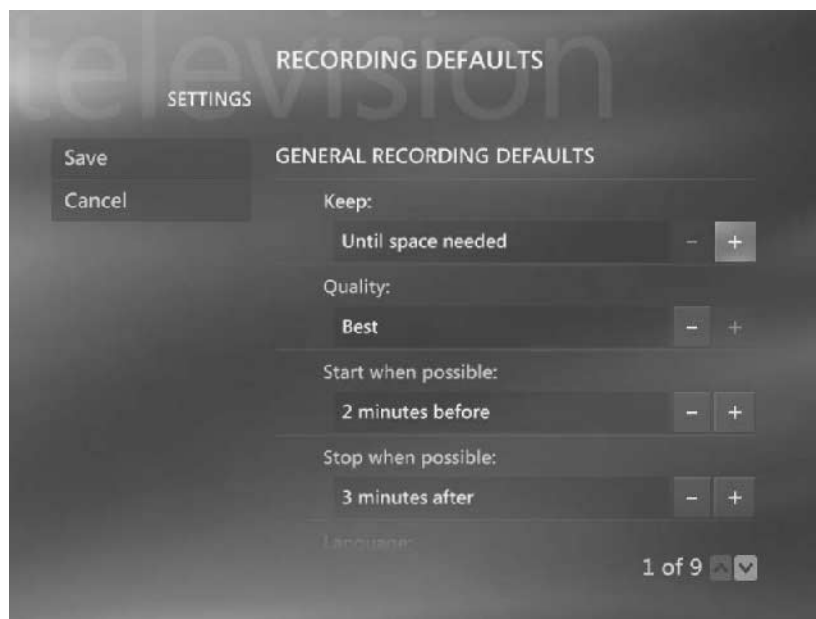 television
RECORDING DEFAULTS
SETTINGS
Save
Cancel
GENERAL RECORDING DEFAULTS
Keep:
Until space needed - +
Quality:
Best - +
Start when possible:
2 minutes before - +
Stop when possible:
3 minutes after - +
Language:
1 of 9